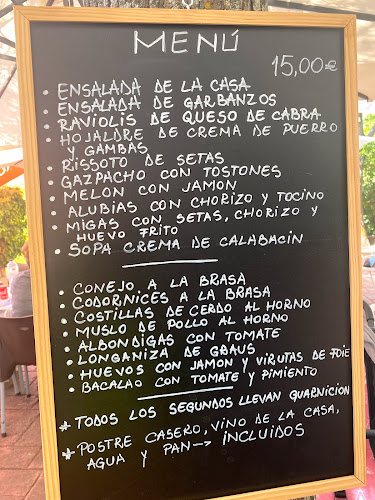 MENÚ
15,00€
• ENSALADA DE LA CASA
• ENSALADA DE GARBANZOS
• RAVIOLIS DE QUESO DE CABRA
• HOJALDRE DE CREMA DE PUERRO
Y GAMBAS
• RISSOTO DE SETAS
• GAZPACHO CON TOSTONES
• MELON CON JAMON
• ALUBIAS CON CHORIZO Y TOCINO
• MIGAS CON SETAS, CHORIZO Y
HUEVO FRITO
• SOPA CREMA DE CALABACIN
• CONEJO A LA BRASA
• CODORNICES A LA BRASA
• COSTILLAS DE CERDO AL HORNO
• MUSLO DE POLLO AL HORNO
• ALBONDIGAS CON TOMATE
• LONGANIZA DE GRAUS
• HUEVOS CON JAMON Y VIRUTAS DE FOIE
• BACALAO CON TOMATE Y PIMIENTO
* TODOS LOS SEGUNDOS LLEVAN GUARNICION
* POSTRE CASERO, VINO DE LA CASA,
AGUA Y PAN --> INCLUIDOS